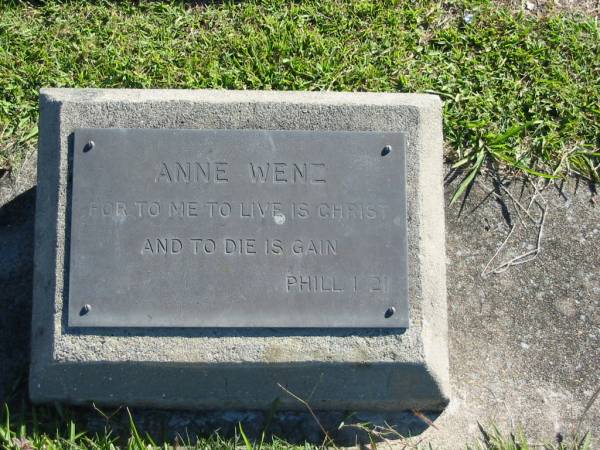 ANNE WENZ
FOR TO ME TO LIVE IS CHRIST
AND TO DIE IS GAIN
PHILL 1 21